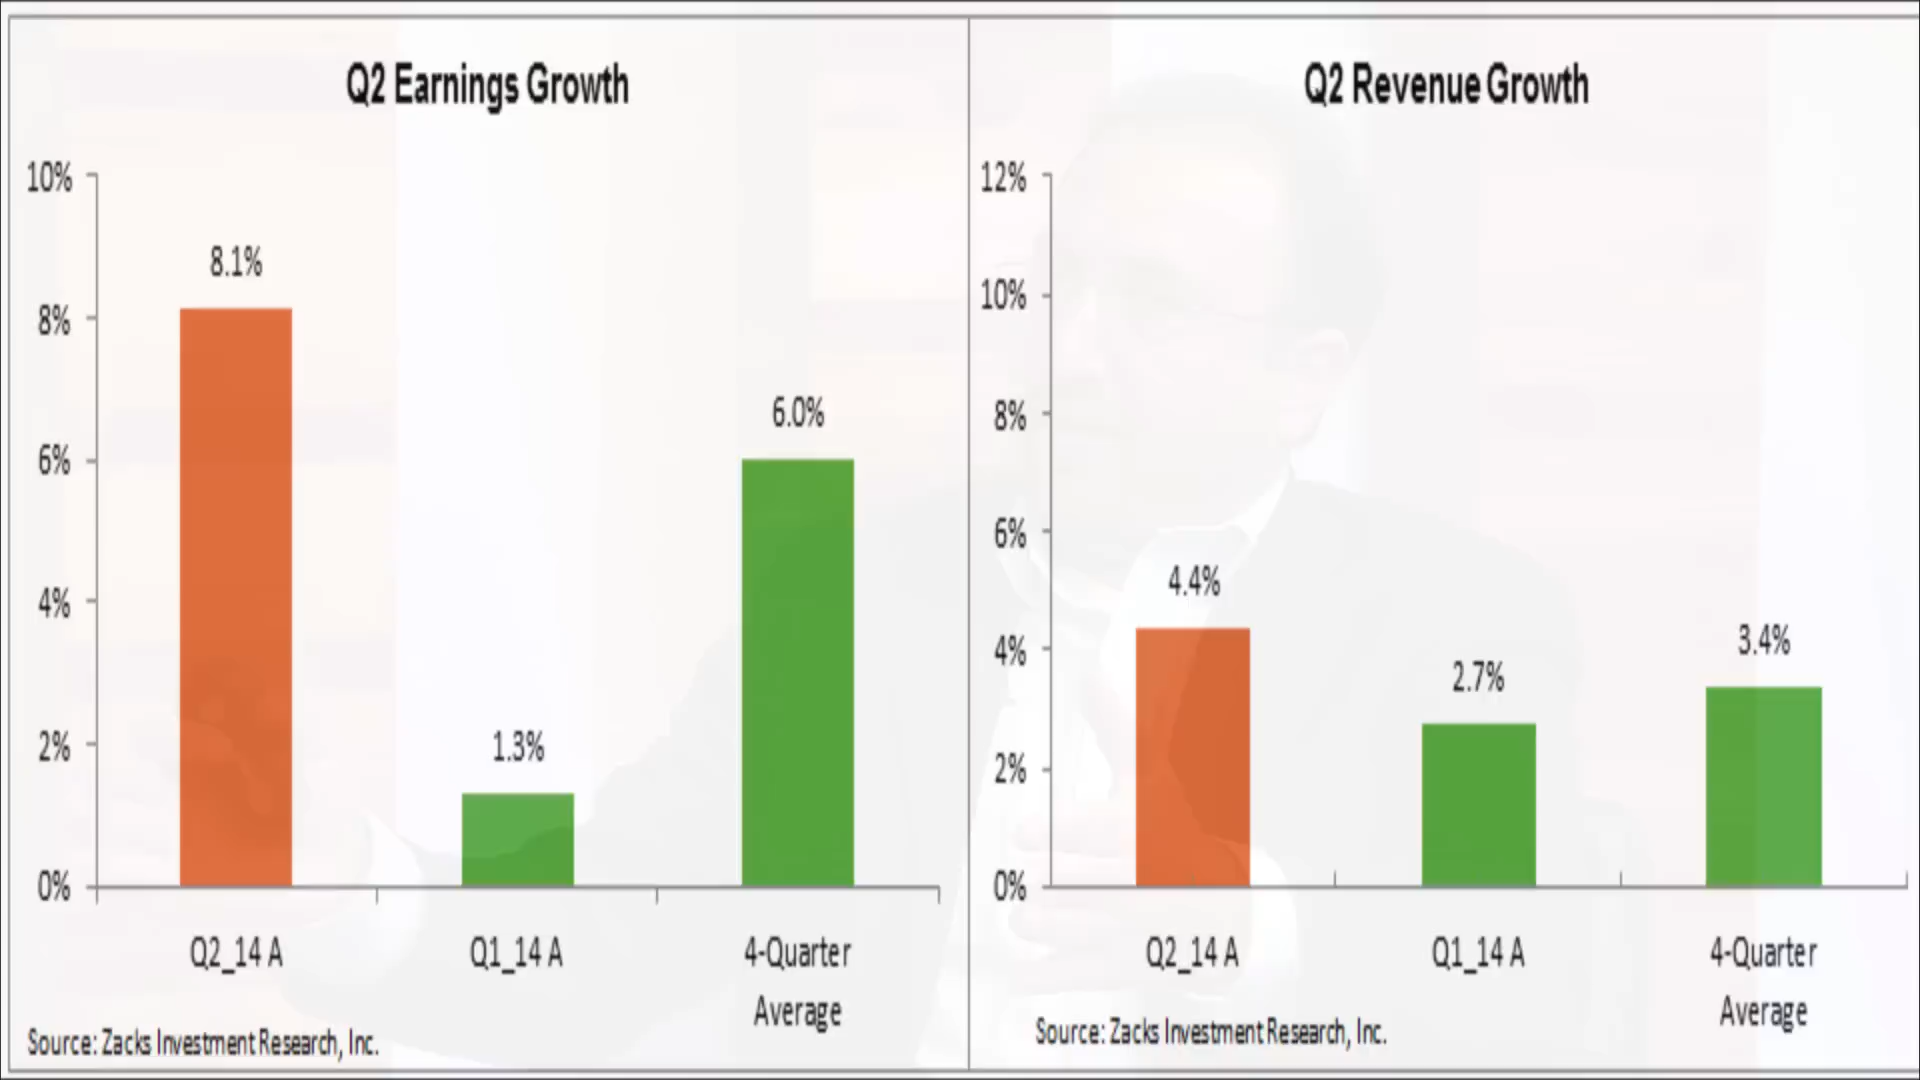 Q2 Earnings Growth
10%
8%
6%
4%
2%
0%
8.1%
1.3%
6.0%
Q2_14 A
Q1_14 A
4-Quarter
Average
Source: Zacks Investment Research, Inc.
Q2 Revenue Growth
12%
10%
8%
6%
4%
2%
0%
4.4%
2.7%
3.4%
Q2_14 A
Q1_14 A
4-Quarter
Average
Source: Zacks Investment Research, Inc.